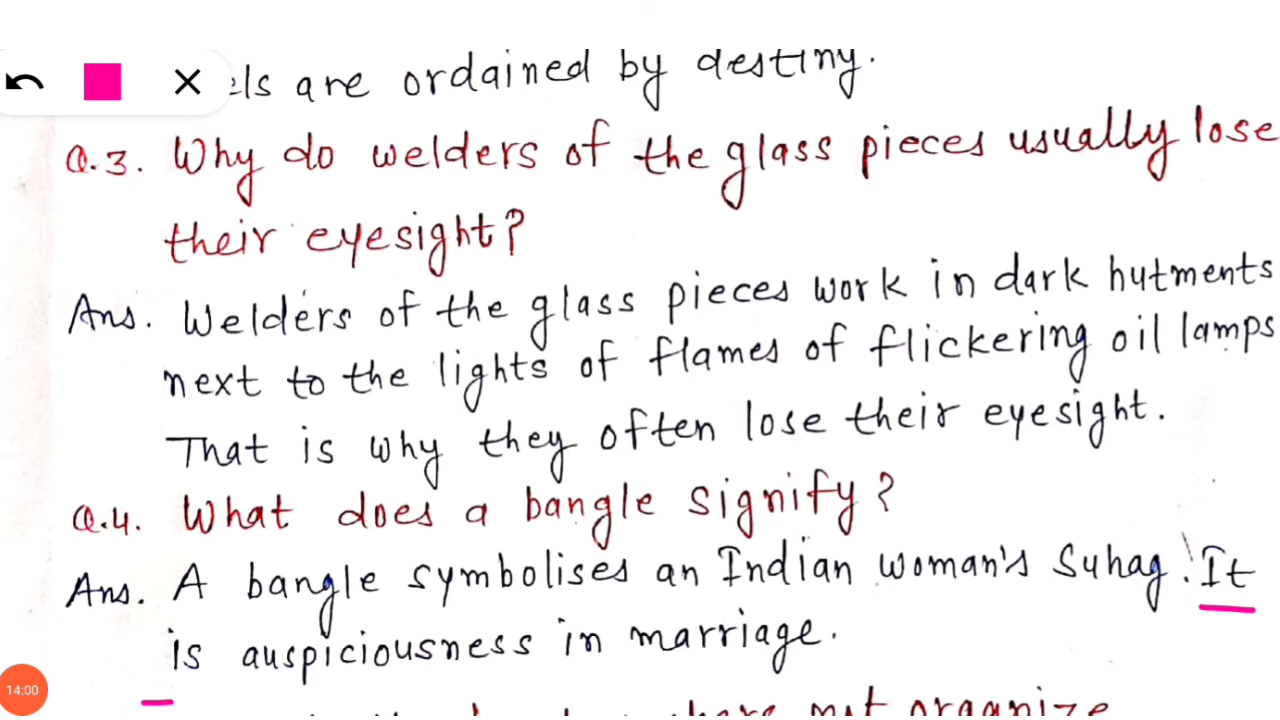 are ordained by destiny.
Q.3. Why do welders of the glass pieces usually lose
their eyesight?
Ans. Welders of the glass pieces work in dark hutments
next to the lights of flames of flickering oil lamps
That is why they often lose their eyesight.
Q.4. What does a bangle signify?
Ans. A bangle symbolises an Indian woman's Suhag. It
is auspiciousness in marriage.
14:00
not organize